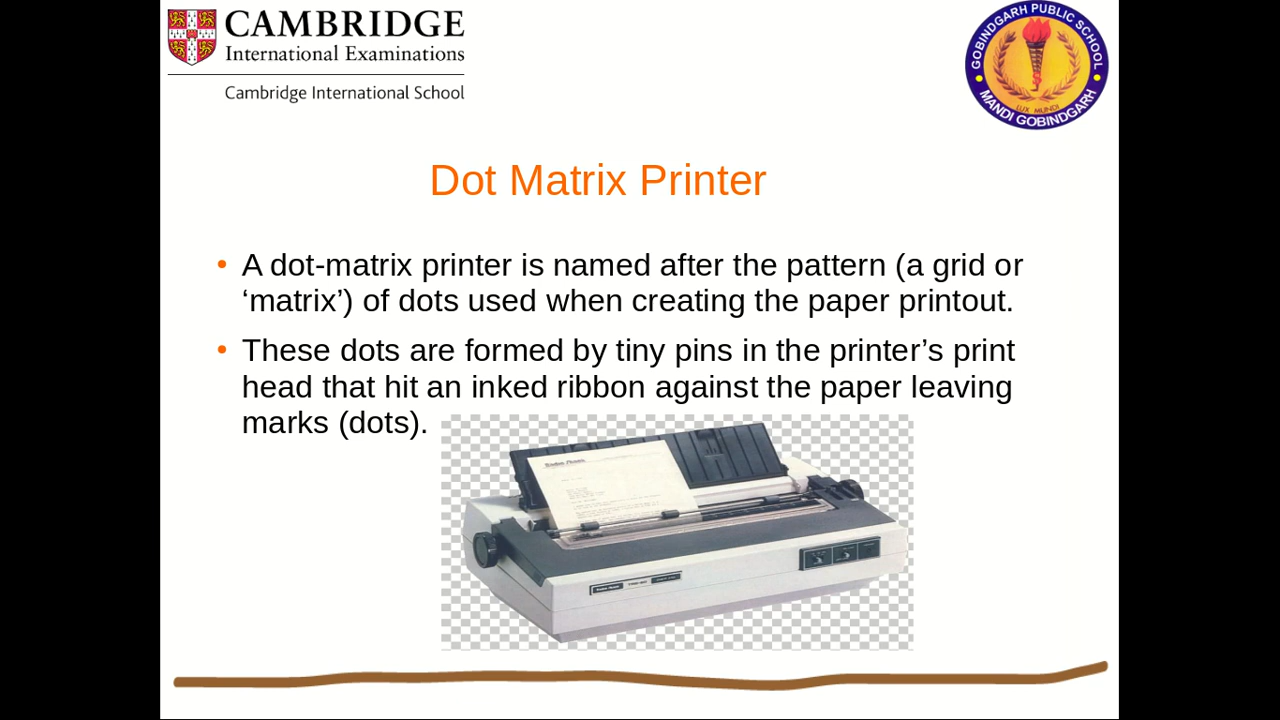 CAMBRIDGE
International Examinations
Cambridge International School
GOBINDGARH PUBLIC SCHOOL
LUX MUNDI
MANDI GOBINDGARH
Dot Matrix Printer
• A dot-matrix printer is named after the pattern (a grid or
‘matrix’) of dots used when creating the paper printout.
• These dots are formed by tiny pins in the printer’s print
head that hit an inked ribbon against the paper leaving
marks (dots).